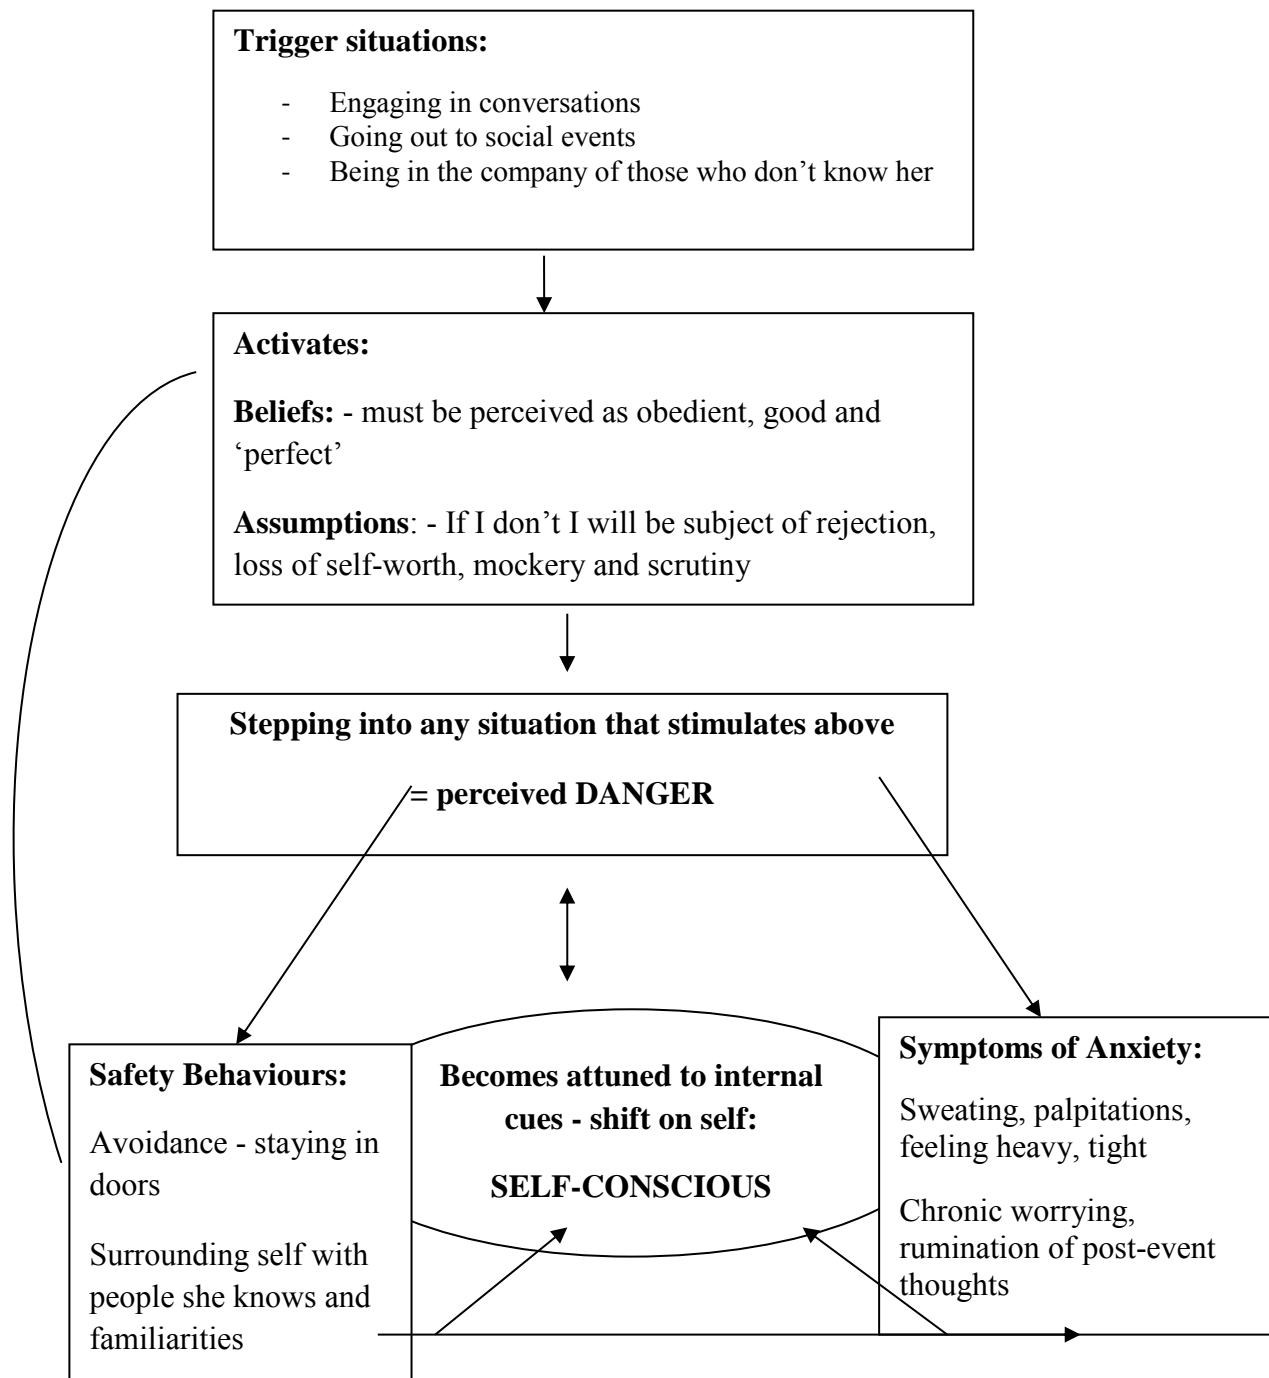 Trigger situations:
- Engaging in conversations
- Going out to social events
- Being in the company of those who don’t know her
Activates:
Beliefs: - must be perceived as obedient, good and
‘perfect’
Assumptions: - If I don’t I will be subject of rejection,
loss of self-worth, mockery and scrutiny
Stepping into any situation that stimulates above
= perceived DANGER
Safety Behaviours:
Avoidance - staying in
doors
Surrounding self with
people she knows and
familiarities
Becomes attuned to internal
cues - shift on self:
SELF-CONSCIOUS
Symptoms of Anxiety:
Sweating, palpitations,
feeling heavy, tight
Chronic worrying,
rumination of post-event
thoughts